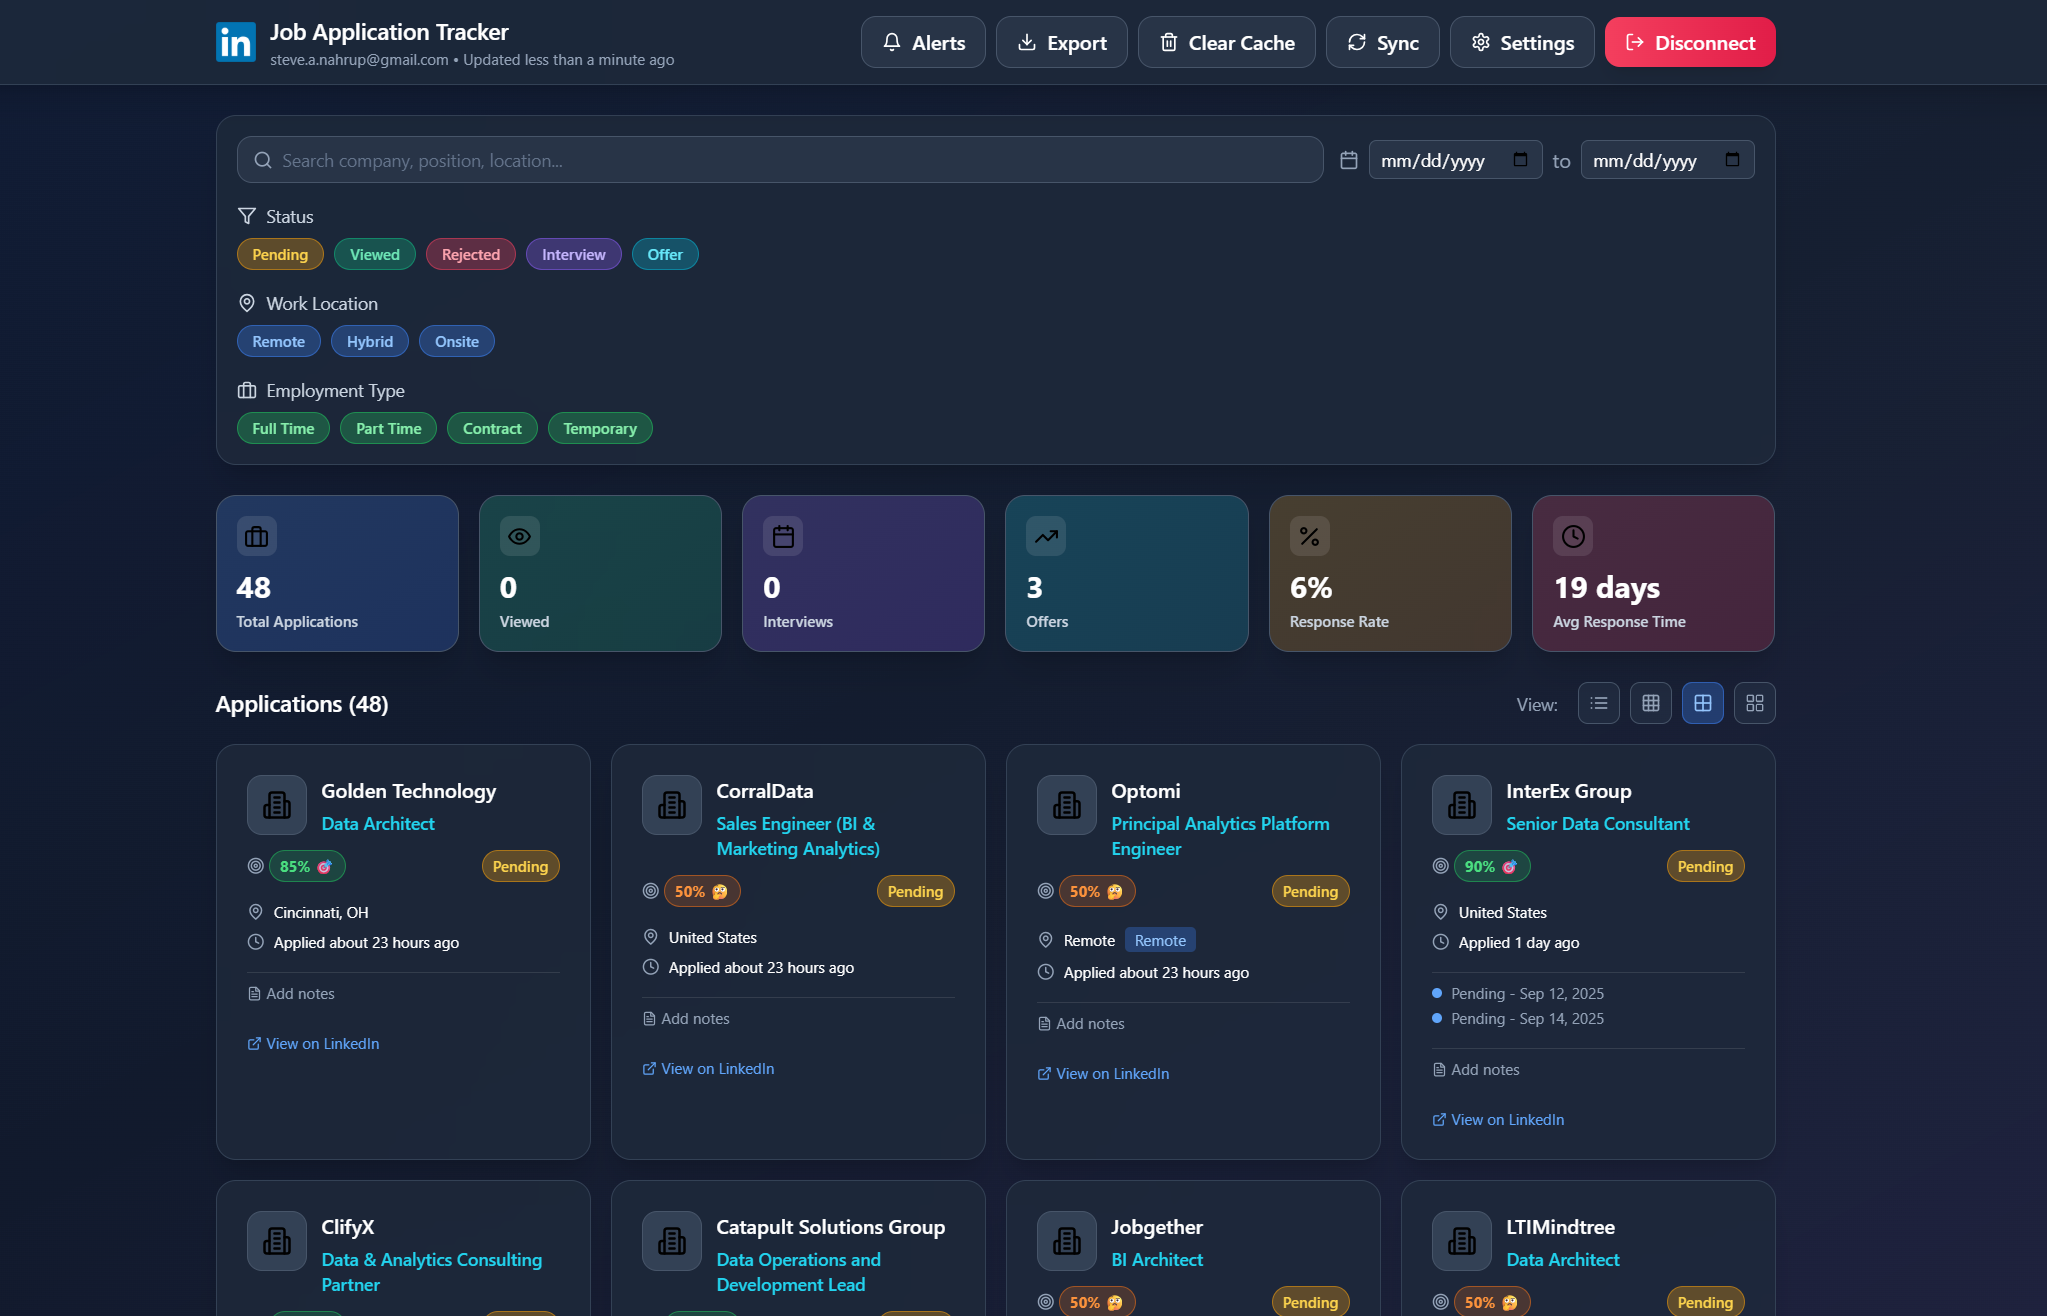 in
Job Application Tracker
steve.a.nahrup@gmail.com • Updated less than a minute ago
Alerts
Export
Clear Cache
Sync
Settings
Disconnect
Search company, position, location...
mm/dd/yyyy
to
mm/dd/yyyy
Status
Pending
Viewed
Rejected
Interview
Offer
Work Location
Remote
Hybrid
Onsite
Employment Type
Full Time
Part Time
Contract
Temporary
48
Total Applications
0
Viewed
0
Interviews
3
Offers
6%
Response Rate
19 days
Avg Response Time
Applications (48)
View:
Golden Technology
Data Architect
85% 🎯
Pending
Cincinnati, OH
Applied about 23 hours ago
Add notes
View on LinkedIn
CorralData
Sales Engineer (BI &
Marketing Analytics)
50% 🤔
Pending
United States
Applied about 23 hours ago
Add notes
View on LinkedIn
Optomi
Principal Analytics Platform
Engineer
50% 🤔
Pending
Remote
Remote
Applied about 23 hours ago
Add notes
View on LinkedIn
InterEx Group
Senior Data Consultant
90% 🎯
Pending
United States
Applied 1 day ago
Pending - Sep 12, 2025
Pending - Sep 14, 2025
Add notes
View on LinkedIn
ClifyX
Data & Analytics Consulting
Partner
Catapult Solutions Group
Data Operations and
Development Lead
Jobgether
BI Architect
50% 🤔
Pending
LTIMindtree
Data Architect
50% 🤔
Pending